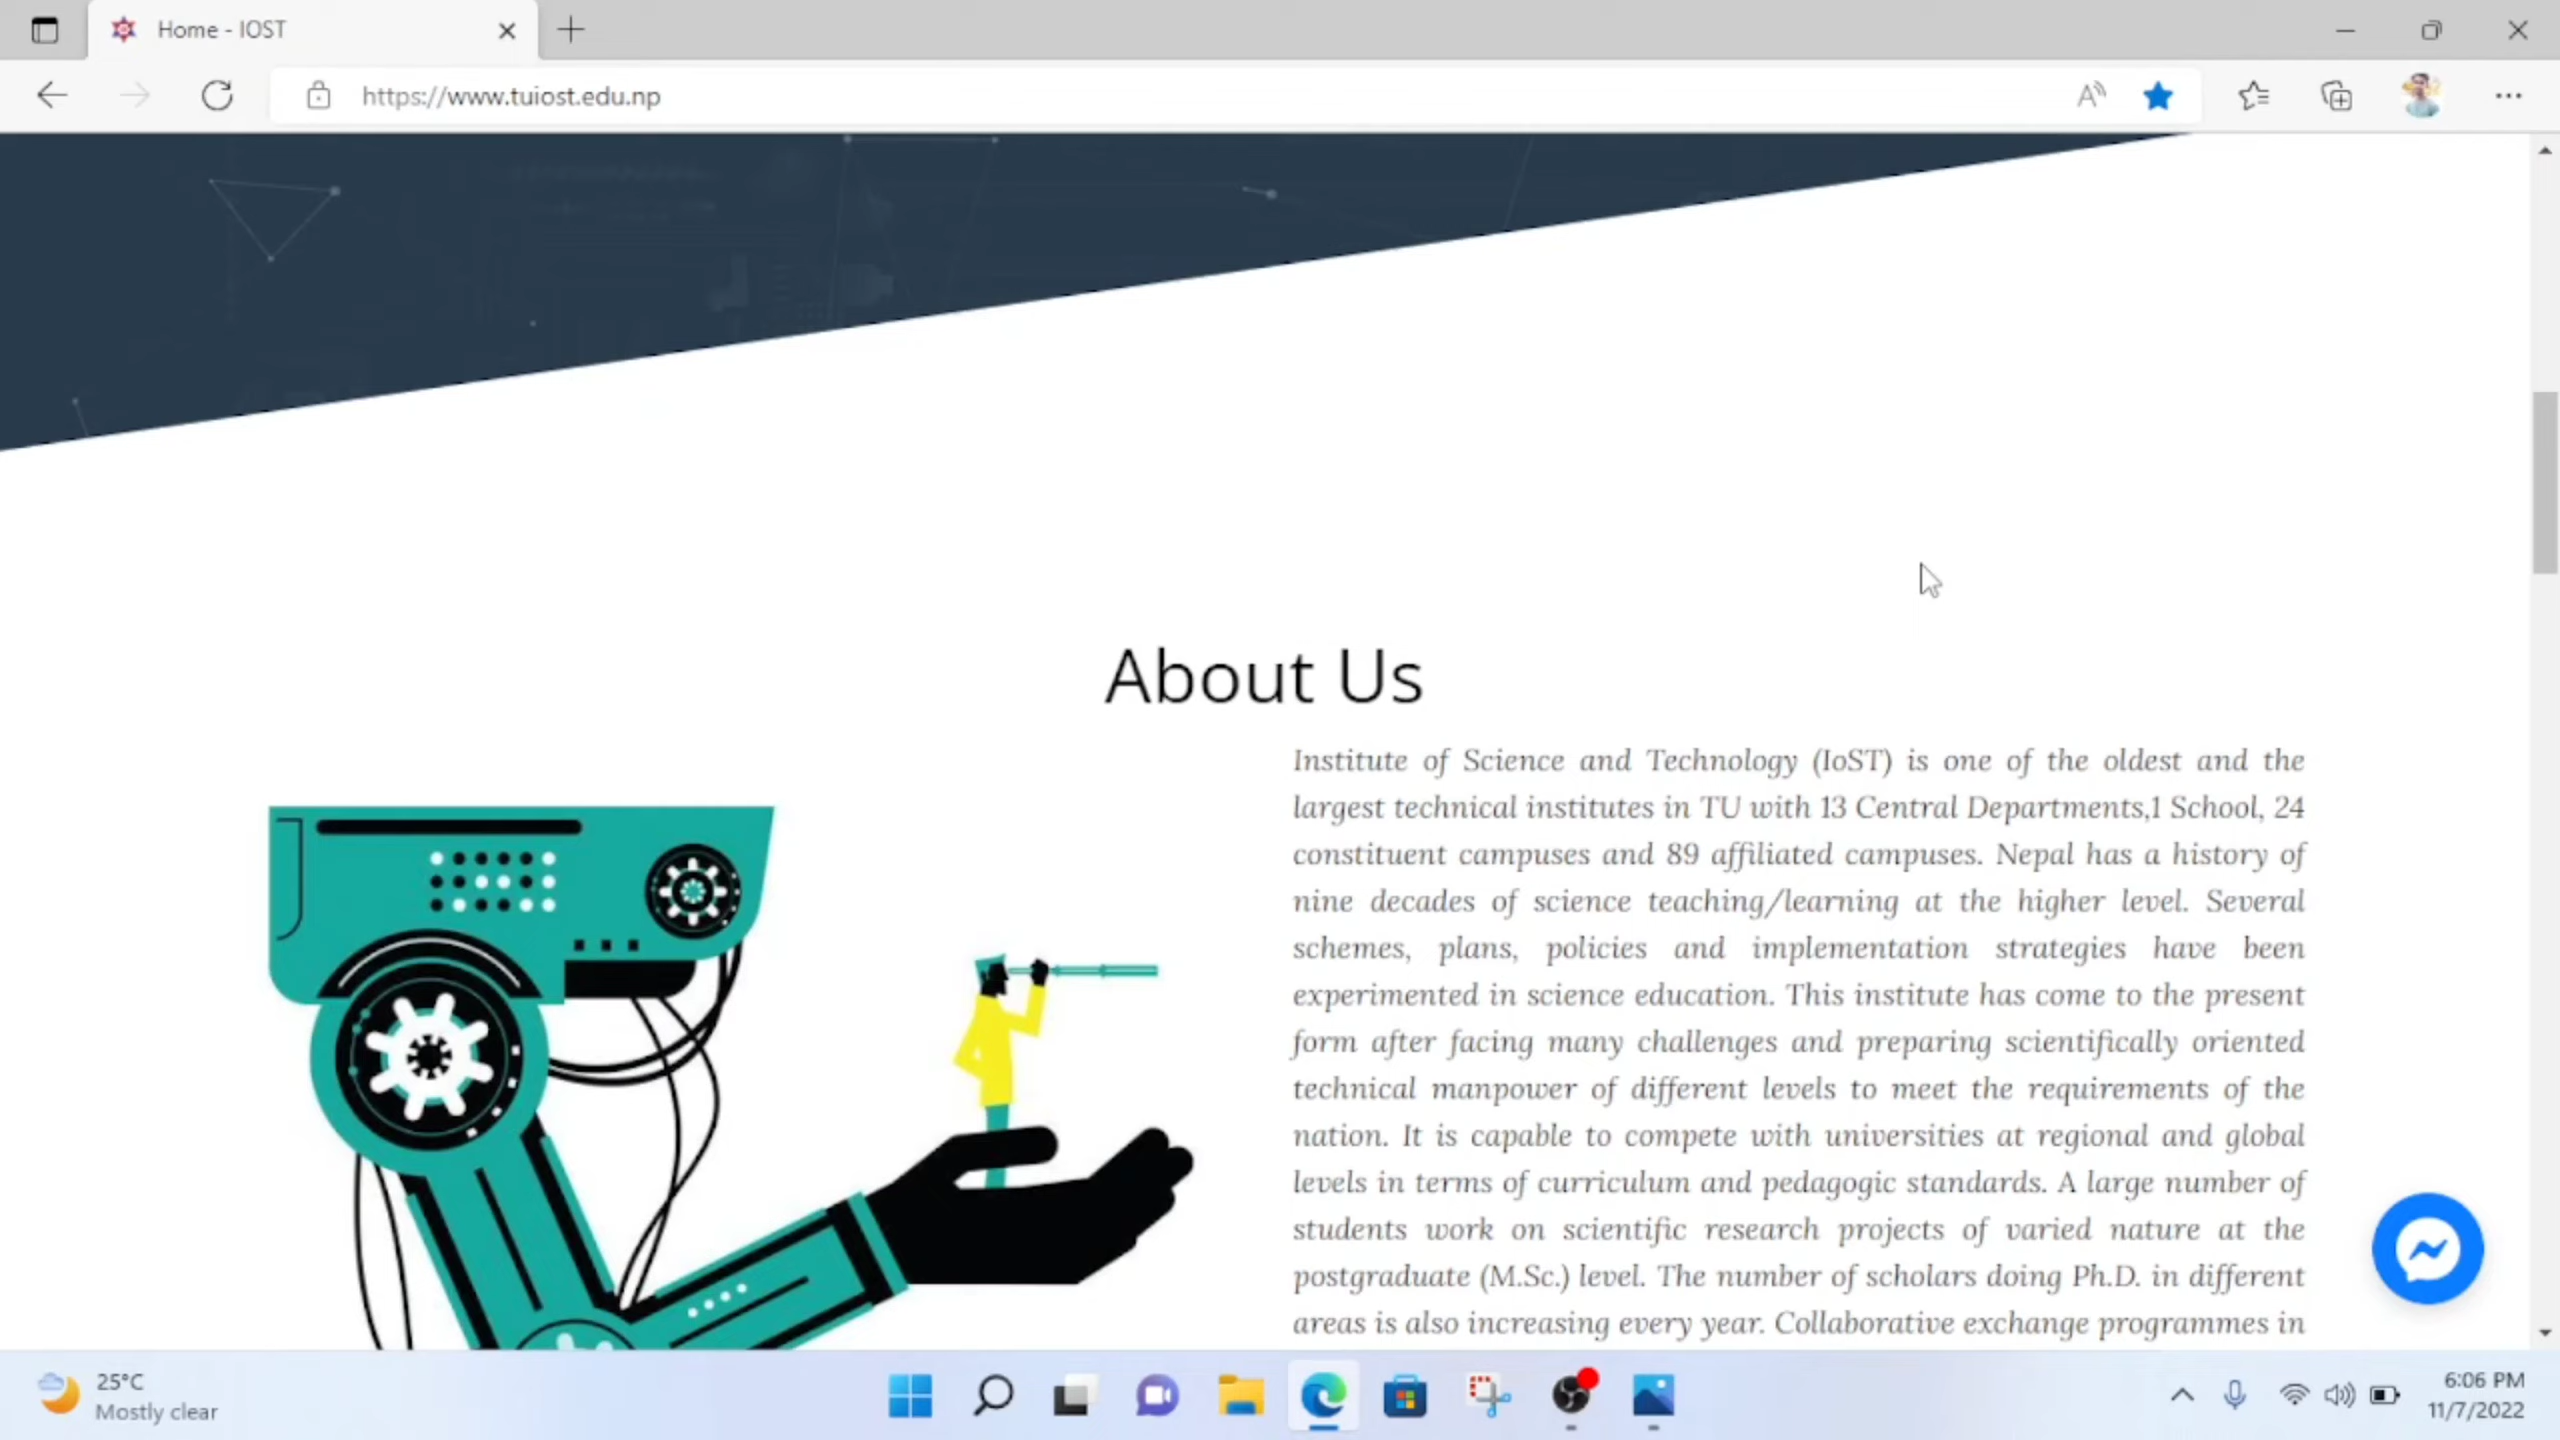 Home - IOST
https://www.tuiost.edu.np
About Us
Institute of Science and Technology (IoST) is one of the oldest and the
largest technical institutes in TU with 13 Central Departments,1 School, 24
constituent campuses and 89 affiliated campuses. Nepal has a history of
nine decades of science teaching/learning at the higher level. Several
schemes, plans, policies and implementation strategies have been
experimented in science education. This institute has come to the present
form after facing many challenges and preparing scientifically oriented
technical manpower of different levels to meet the requirements of the
nation. It is capable to compete with universities at regional and global
levels in terms of curriculum and pedagogic standards. A large number of
students work on scientific research projects of varied nature at the
postgraduate (M.Sc.) level. The number of scholars doing Ph.D. in different
areas is also increasing every year. Collaborative exchange programmes in
25°C
Mostly clear
6:06 PM
11/7/2022